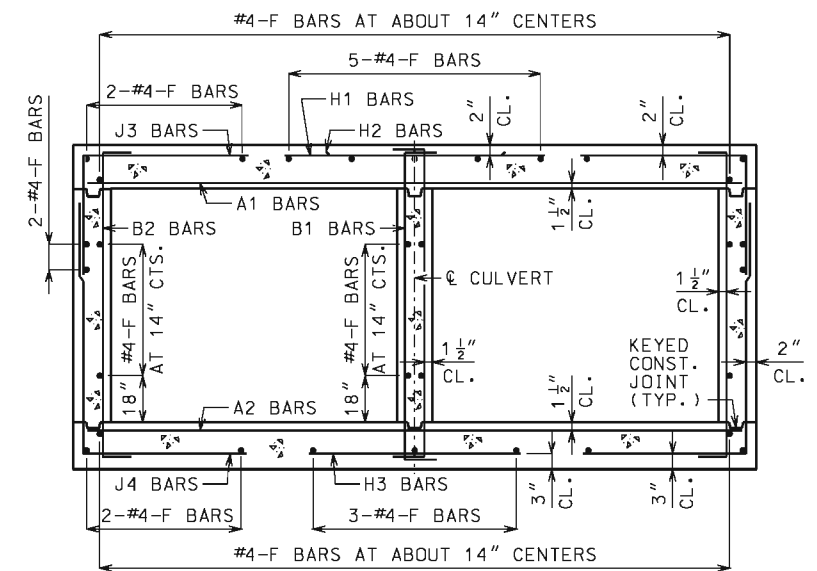 #4-F BARS AT ABOUT 14" CENTERS
5-#4-F BARS
2-#4-F BARS
H1 BARS
2" CL.
2" CL.
J3 BARS
H2 BARS
2-#4-F BARS
A1 BARS
1 1/2" CL.
B2 BARS
B1 BARS
#4-F BARS
AT 14" CTS.
#4-F BARS
AT 14" CTS.
℄ CULVERT
1 1/2"
CL.
1 1/2"
CL.
KEYED
CONST.
JOINT
(TYP.)
2"
CL.
18"
18"
1 1/2" CL.
A2 BARS
J4 BARS
H3 BARS
3" CL.
3" CL.
2-#4-F BARS
3-#4-F BARS
#4-F BARS AT ABOUT 14" CENTERS